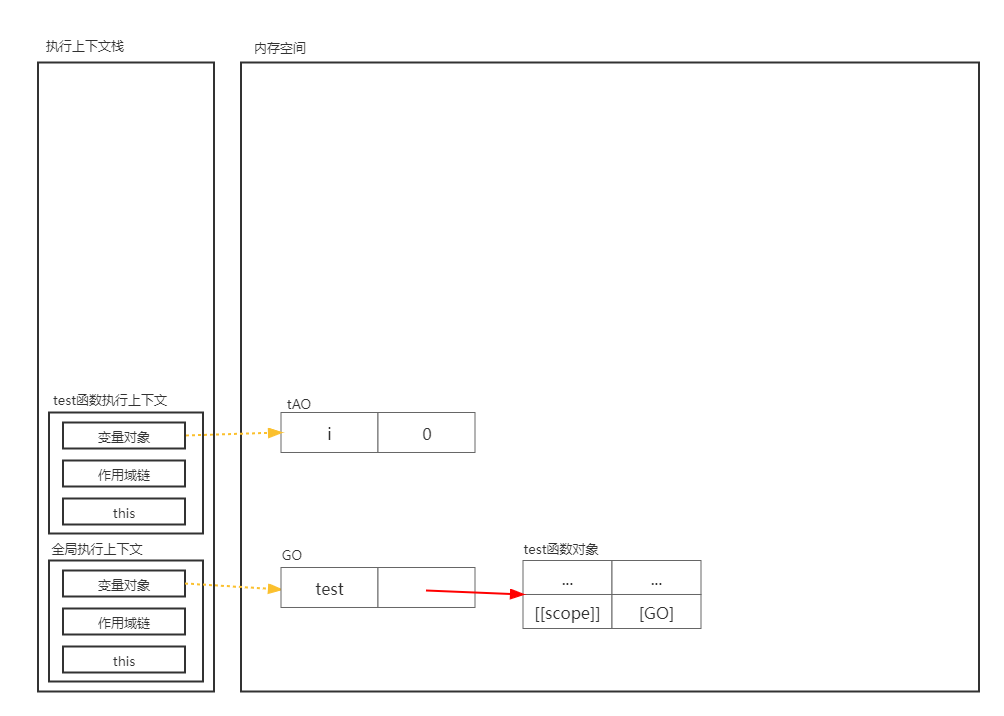 执行上下文栈
内存空间
test函数执行上下文
变量对象
作用域链
this
tAO
i 0
全局执行上下文
变量对象
作用域链
this
GO
test
test函数对象
... ...
[[scope]] [GO]